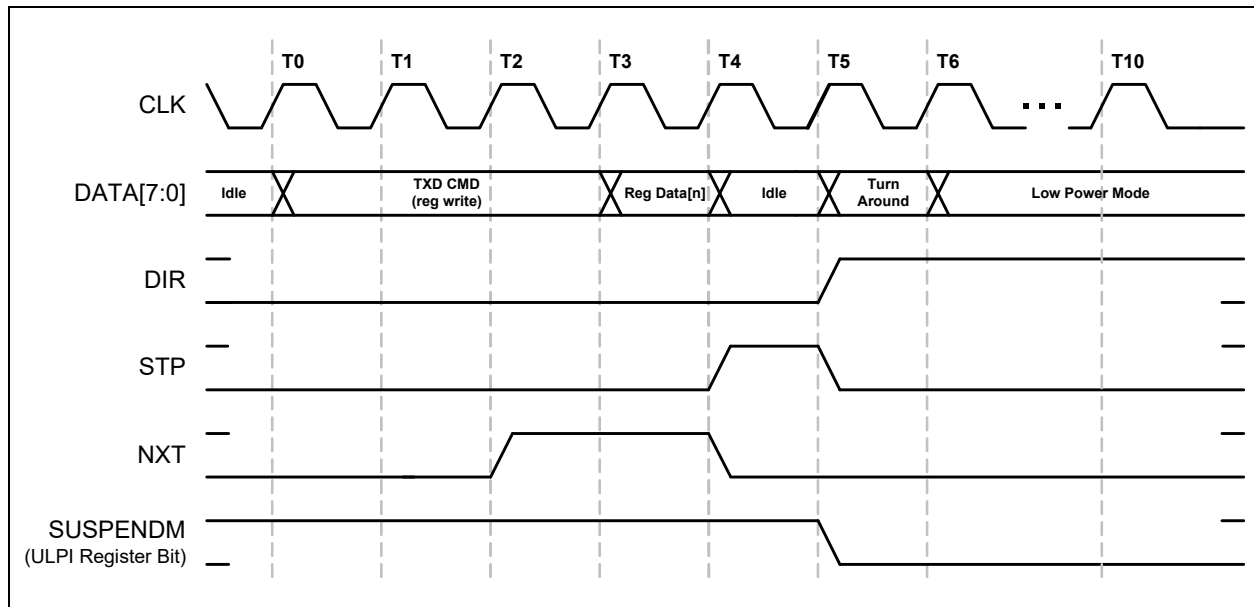 T0 T1 T2 T3 T4 T5 T6 T10
CLK ...
DATA[7:0] Idle TXD CMD Reg Data[n] Idle Turn Low Power Mode
(reg write) Around
DIR
STP
NXT
SUSPENDM
(ULPI Register Bit)